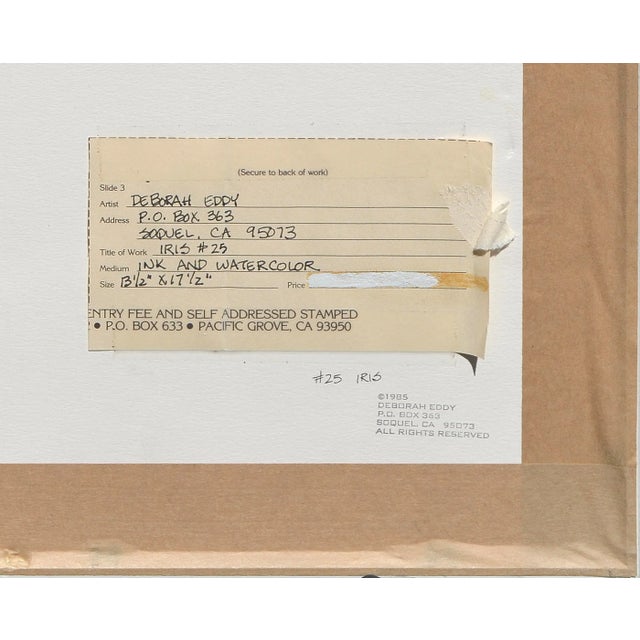 (Secure to back of work)
Slide 3
Artist DEBORAH EDDY
Address P.O. BOX 363
SOQUEL, CA 95073
Title of Work IRIS #25
Medium INK AND WATERCOLOR
Size 13½" X 17½" Price
ENTRY FEE AND SELF ADDRESSED STAMPED
● P.O. BOX 633 ● PACIFIC GROVE, CA 93950
#25 IRIS
©1985
DEBORAH EDDY
P.O. BOX 363
SOQUEL, CA 95073
ALL RIGHTS RESERVED